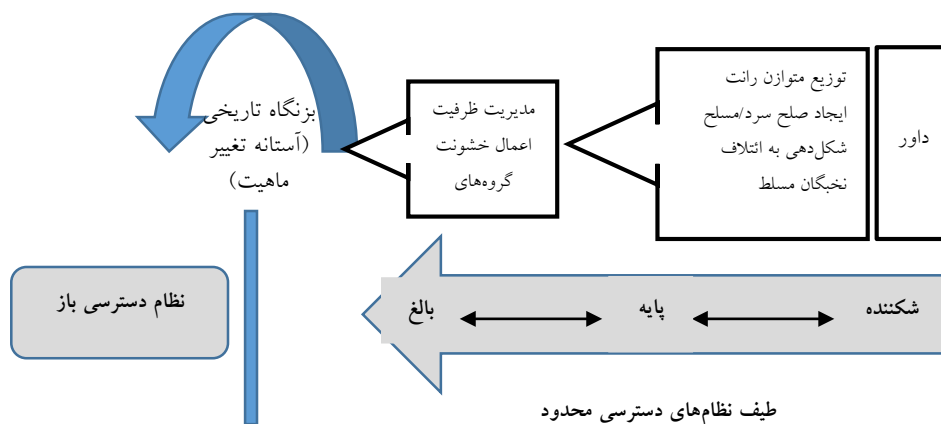 داور
توزیع متوازن رانت
ایجاد صلح سرد/مسلح
شکل‌دهی به ائتلاف
نخبگان مسلط
مدیریت ظرفیت
اعمال خشونت
گروه‌های
بزنگاه تاریخی
(آستانه تغییر
ماهیت)
شکننده
پایه
بالغ
نظام دسترسی باز
طیف نظام‌های دسترسی محدود